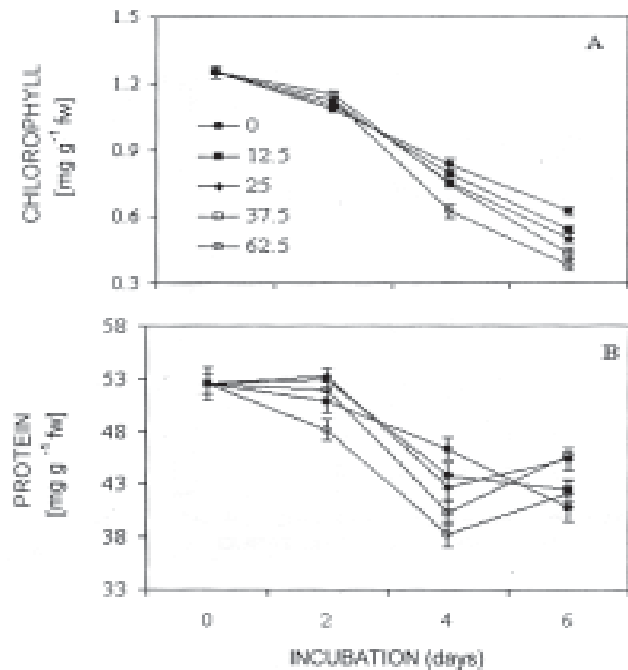 1.5
A
1.2
0.9
0.6
0.3
CHLOROPHYLL
[mg g⁻¹ fw]
0
12.5
25
37.5
62.5
58
B
53
48
43
38
33
PROTEIN
[mg g⁻¹ fw]
0 2 4 6
INCUBATION (days)